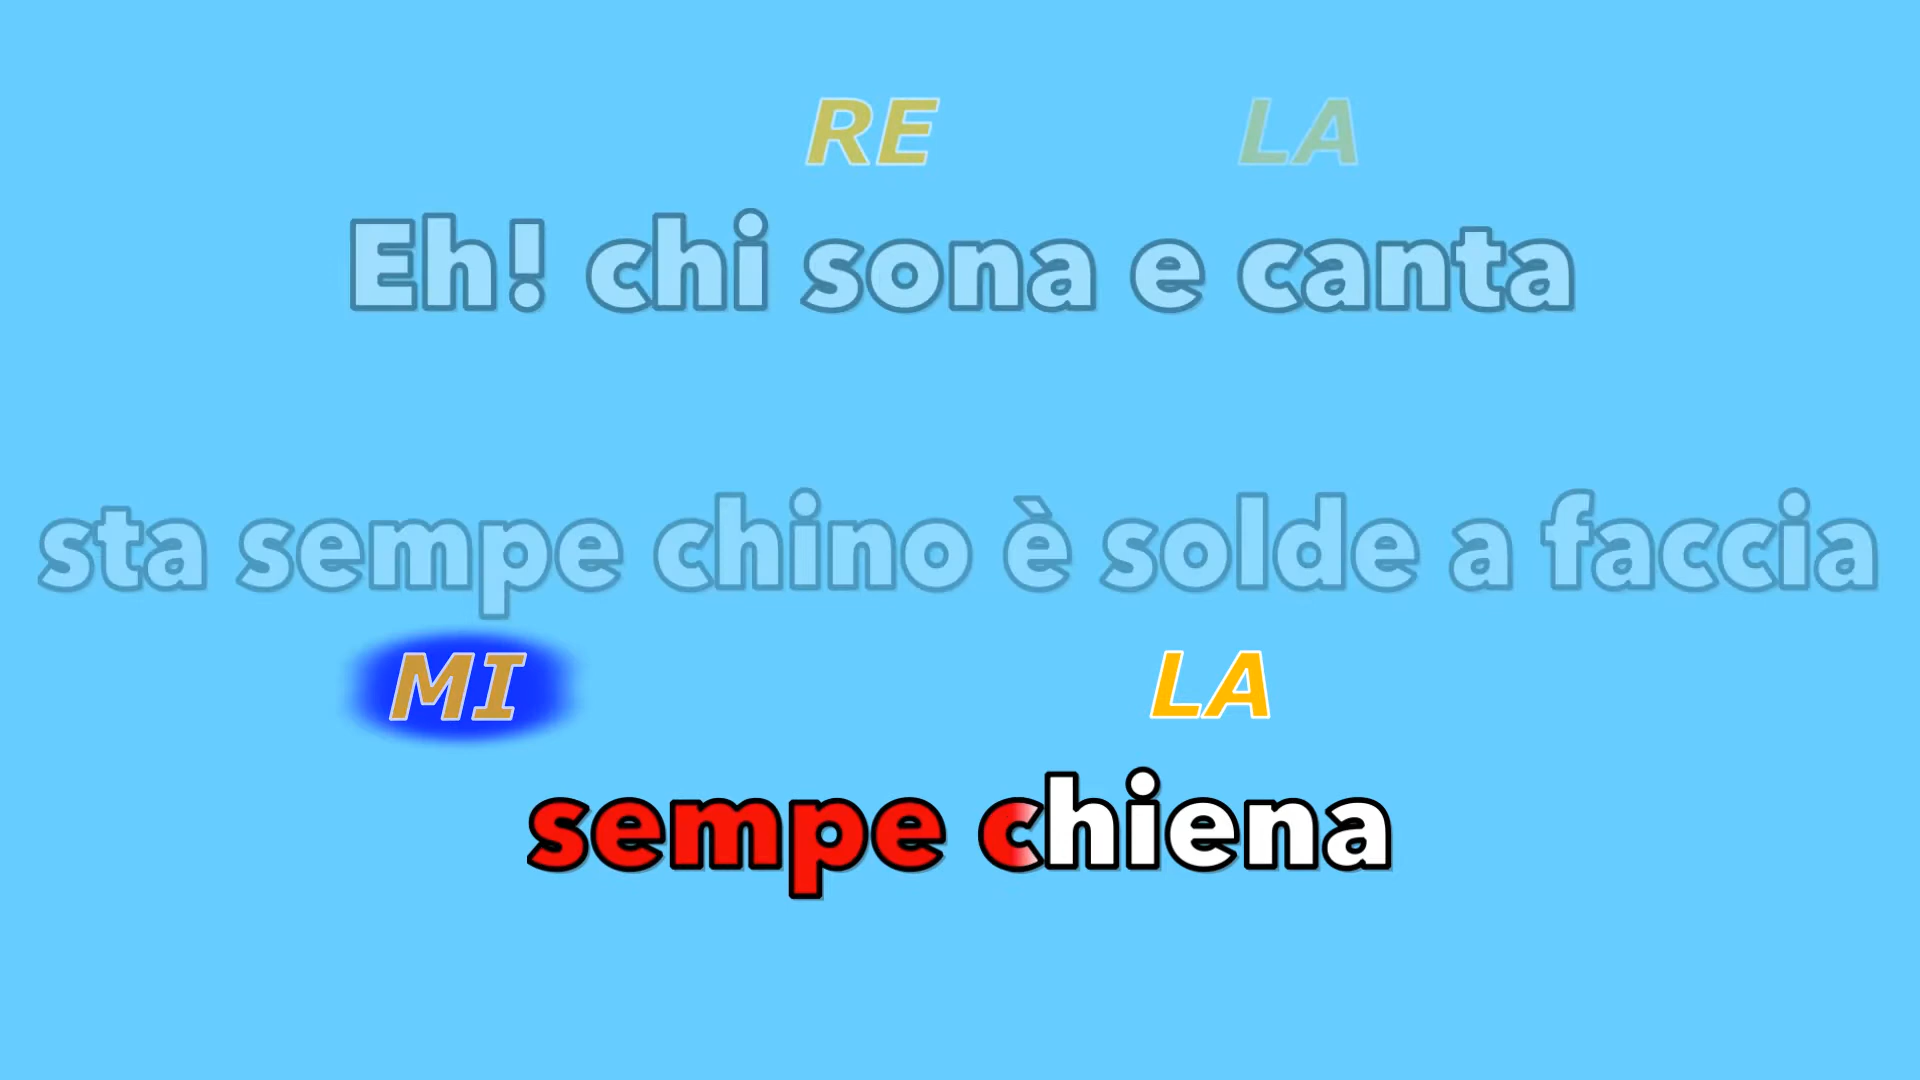 RE LA
Eh! chi sona e canta
sta sempe chino è solde a faccia
MI LA
sempe chiena